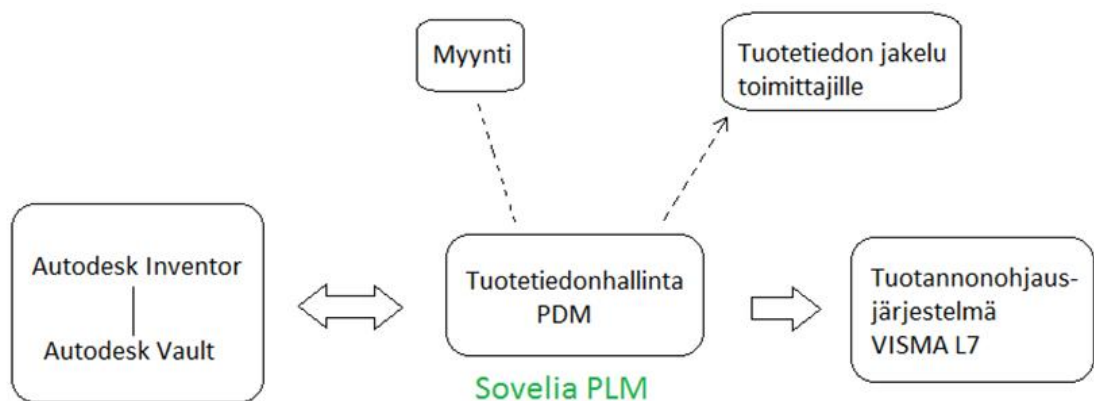 Myynti
Tuotetiedon jakelu
toimittajille
Autodesk Inventor
Autodesk Vault
Tuotetiedonhallinta
PDM
Sovelia PLM
Tuotannonohjaus-
järjestelmä
VISMA L7